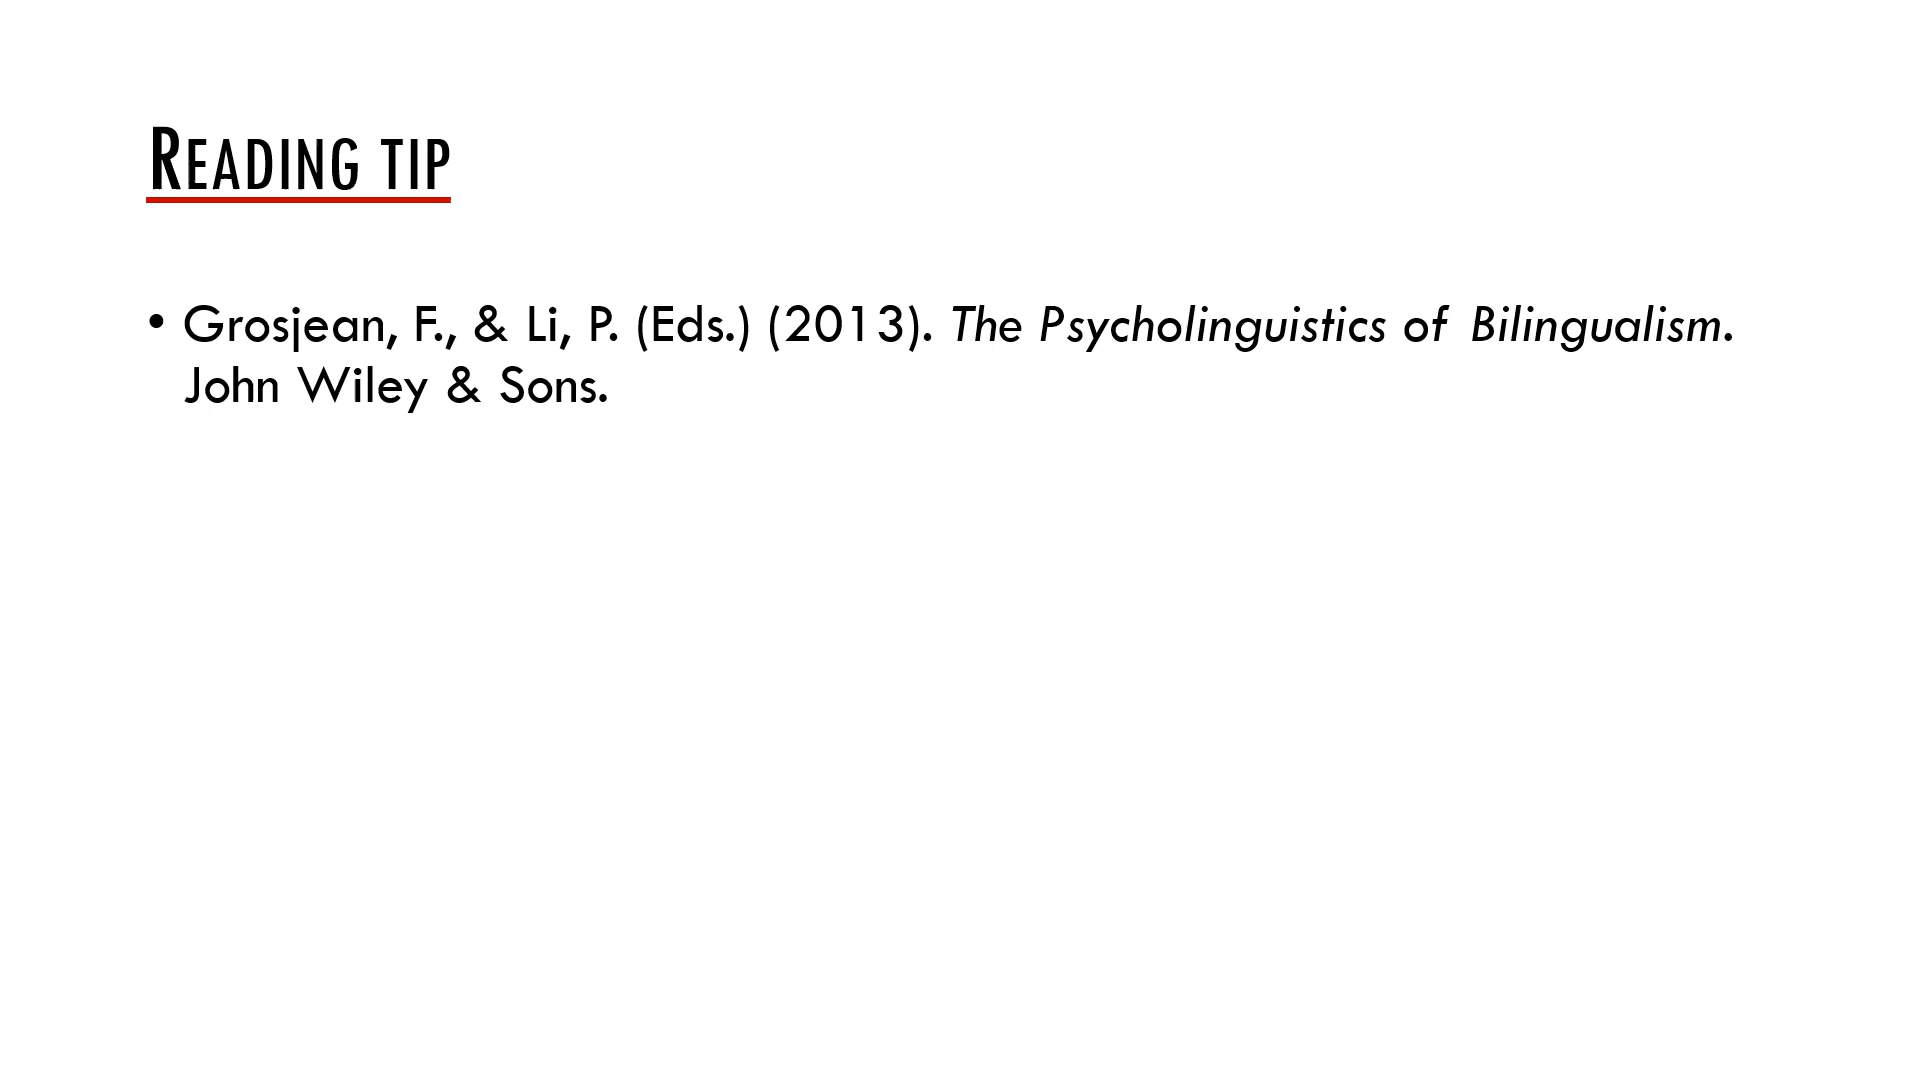 Reading tip
• Grosjean, F., & Li, P. (Eds.) (2013). The Psycholinguistics of Bilingualism.
John Wiley & Sons.